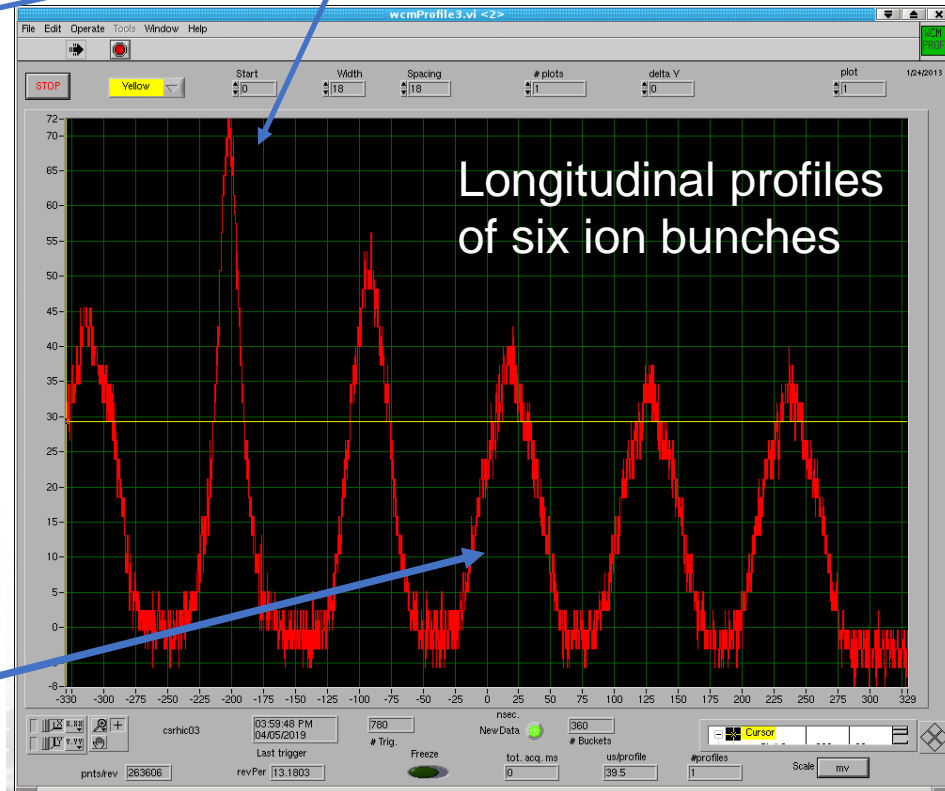 wcmProfile3.vi <2>
File Edit Operate Tools Window Help
WCM
PROF
Start Width Spacing # plots delta Y plot 1/24/2013
STOP Yellow 0 18 18 1 0 1
Longitudinal profiles
of six ion bunches
72-
70-
65-
60-
55-
50-
45-
40-
35-
30-
25-
20-
15-
10-
5-
0-
-8-
-330 -300 -275 -250 -225 -200 -175 -150 -125 -100 -75 -50 -25 0 25 50 75 100 125 150 175 200 225 250 275 300 329
nsec.
csrhic03 03:59:48 PM 780 NewData 360 Cursor
04/05/2019 # Trig. # Buckets
Last trigger Freeze tot. acq. ms us/profile #profiles
pnts/rev 263606 revPer 13.1803 0 39.5 1 Scale mv